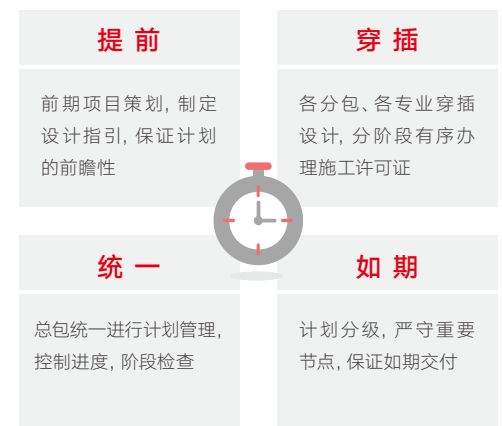 提前
前期项目策划, 制定
设计指引, 保证计划
的前瞻性
穿插
各分包、各专业穿插
设计, 分阶段有序办
理施工许可证
统一
总包统一进行计划管理,
控制进度, 阶段检查
如期
计划分级, 严守重要
节点, 保证如期交付